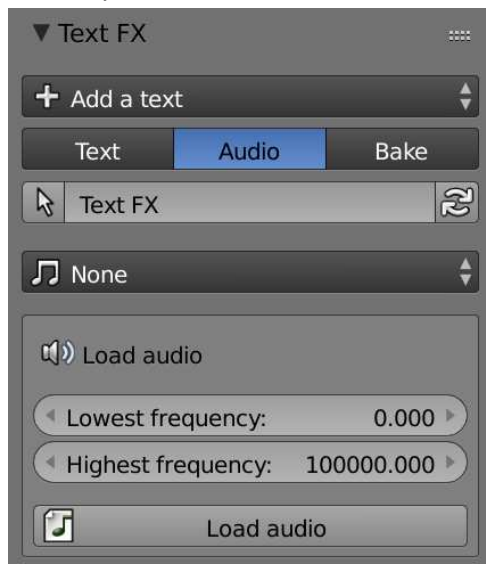 Text FX
Add a text
Text Audio Bake
Text FX
None
Load audio
Lowest frequency: 0.000
Highest frequency: 100000.000
Load audio